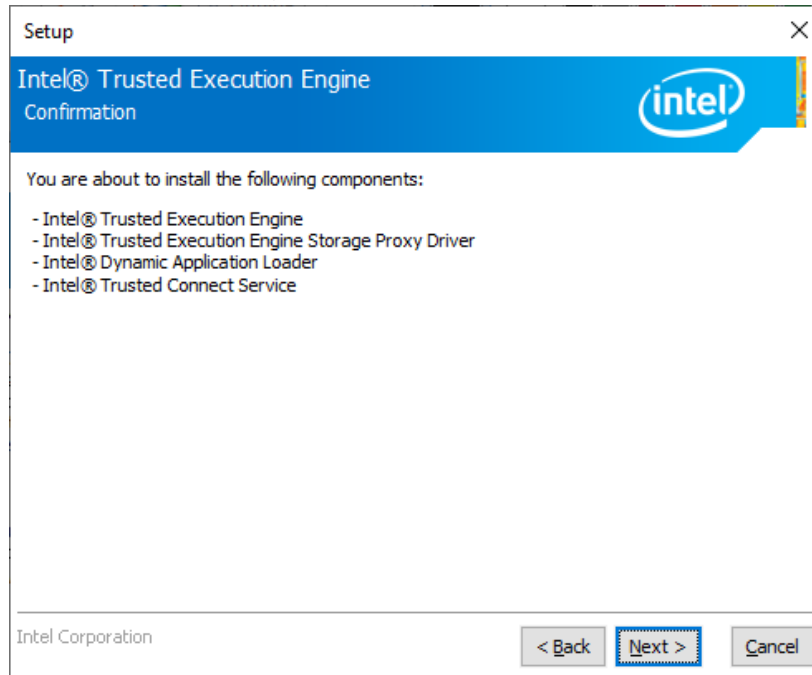 Setup
Intel® Trusted Execution Engine
Confirmation
intel
You are about to install the following components:
- Intel® Trusted Execution Engine
- Intel® Trusted Execution Engine Storage Proxy Driver
- Intel® Dynamic Application Loader
- Intel® Trusted Connect Service
Intel Corporation
< Back Next > Cancel